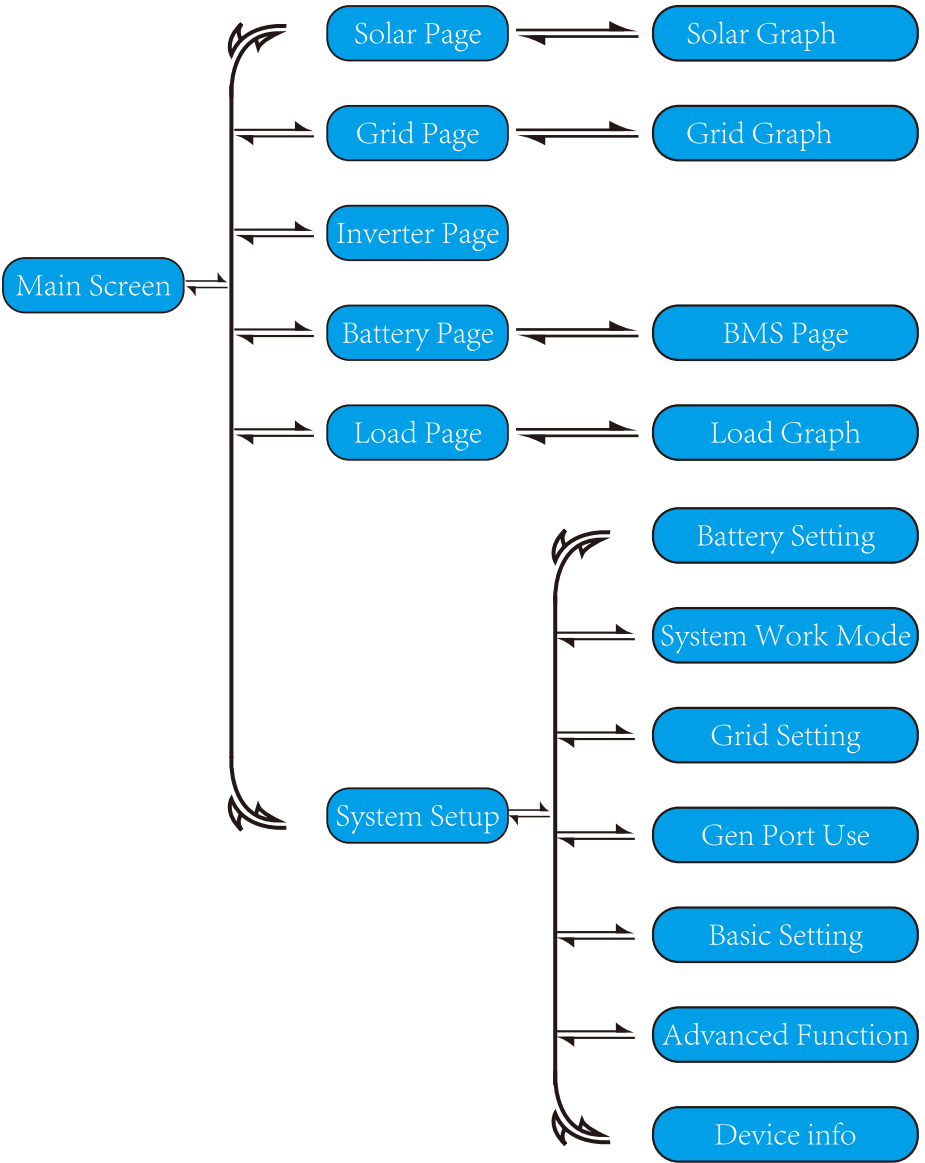 Solar Page
Solar Graph
Grid Page
Grid Graph
Inverter Page
Main Screen
Battery Page
BMS Page
Load Page
Load Graph
Battery Setting
System Work Mode
Grid Setting
System Setup
Gen Port Use
Basic Setting
Advanced Function
Device info